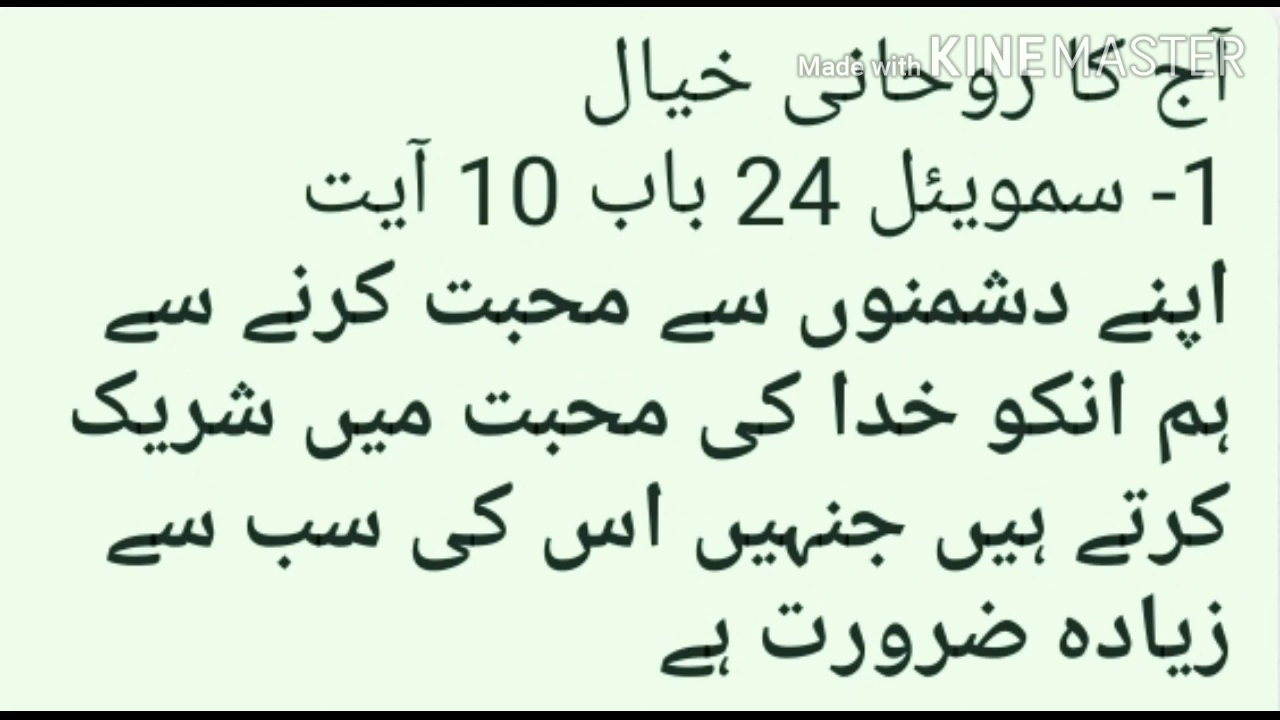 Made with KINEMASTER
آج کا روحانی خیال
1- سموئیل 24 باب 10 آیت
اپنے دشمنوں سے محبت کرنے سے
ہم انکو خدا کی محبت میں شریک
کرتے ہیں جنہیں اس کی سب سے
زیادہ ضرورت ہے